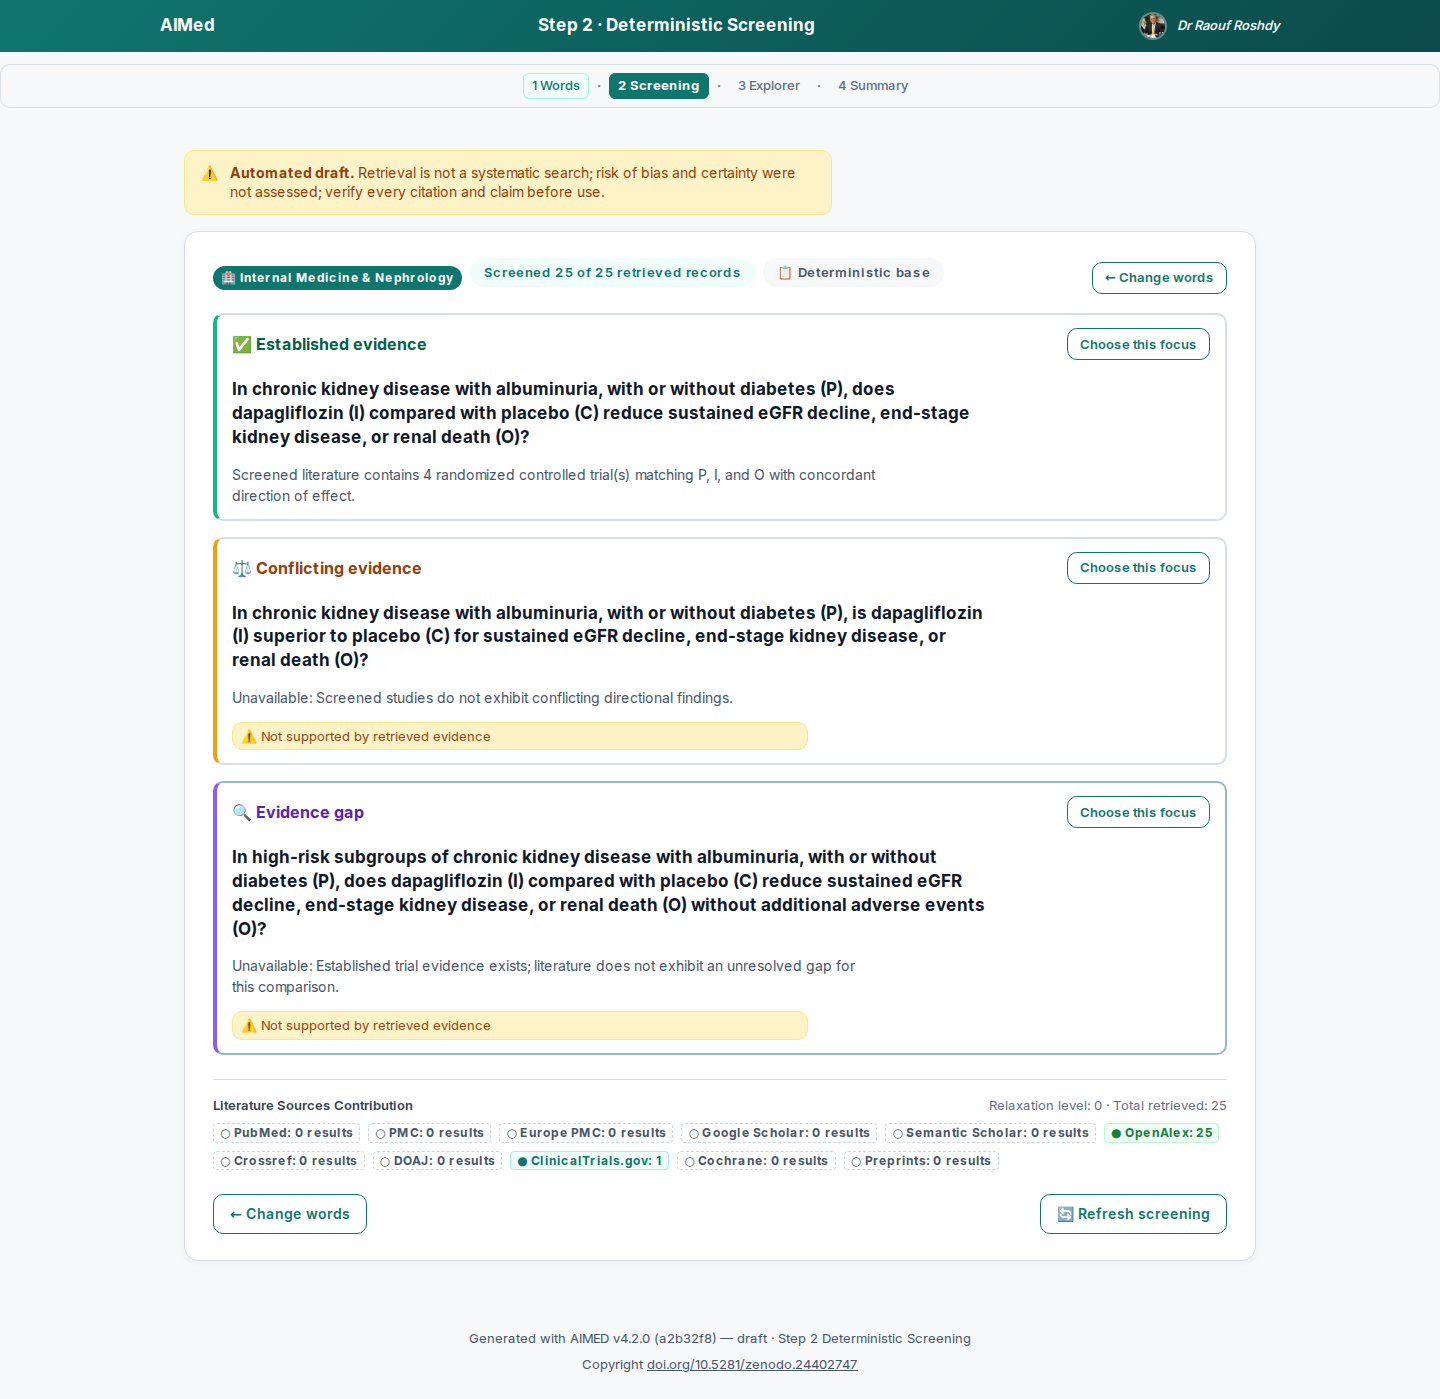 AIMed
Step 2 · Deterministic Screening
Dr Raouf Roshdy
1 Words · 2 Screening · 3 Explorer · 4 Summary
⚠️ Automated draft. Retrieval is not a systematic search; risk of bias and certainty were
not assessed; verify every citation and claim before use.
🏥 Internal Medicine & Nephrology
Screened 25 of 25 retrieved records
📋 Deterministic base
← Change words
✅ Established evidence
Choose this focus
In chronic kidney disease with albuminuria, with or without diabetes (P), does
dapagliflozin (I) compared with placebo (C) reduce sustained eGFR decline, end-stage
kidney disease, or renal death (O)?
Screened literature contains 4 randomized controlled trial(s) matching P, I, and O with concordant
direction of effect.
⚖️ Conflicting evidence
Choose this focus
In chronic kidney disease with albuminuria, with or without diabetes (P), is dapagliflozin
(I) superior to placebo (C) for sustained eGFR decline, end-stage kidney disease, or
renal death (O)?
Unavailable: Screened studies do not exhibit conflicting directional findings.
⚠️ Not supported by retrieved evidence
🔍 Evidence gap
Choose this focus
In high-risk subgroups of chronic kidney disease with albuminuria, with or without
diabetes (P), does dapagliflozin (I) compared with placebo (C) reduce sustained eGFR
decline, end-stage kidney disease, or renal death (O) without additional adverse events
(O)?
Unavailable: Established trial evidence exists; literature does not exhibit an unresolved gap for
this comparison.
⚠️ Not supported by retrieved evidence
Literature Sources Contribution
Relaxation level: 0 · Total retrieved: 25
○ PubMed: 0 results ○ PMC: 0 results ○ Europe PMC: 0 results ○ Google Scholar: 0 results ○ Semantic Scholar: 0 results ● OpenAlex: 25
○ Crossref: 0 results ○ DOAJ: 0 results ● ClinicalTrials.gov: 1 ○ Cochrane: 0 results ○ Preprints: 0 results
← Change words
🔄 Refresh screening
Generated with AIMED v4.2.0 (a2b32f8) — draft · Step 2 Deterministic Screening
Copyright doi.org/10.5281/zenodo.24402747